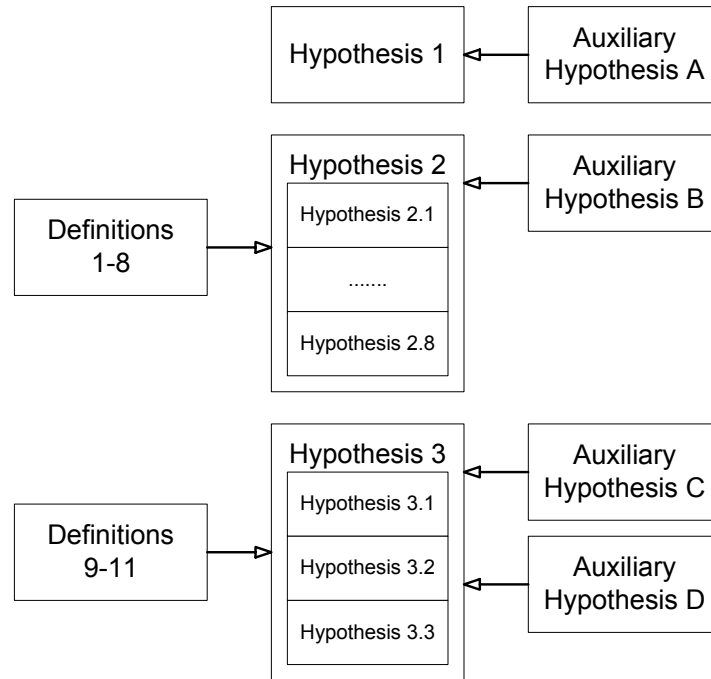 Hypothesis 1
Auxiliary
Hypothesis A
Hypothesis 2
Hypothesis 2.1
.......
Hypothesis 2.8
Auxiliary
Hypothesis B
Definitions
1-8
Hypothesis 3
Hypothesis 3.1
Hypothesis 3.2
Hypothesis 3.3
Auxiliary
Hypothesis C
Definitions
9-11
Auxiliary
Hypothesis D